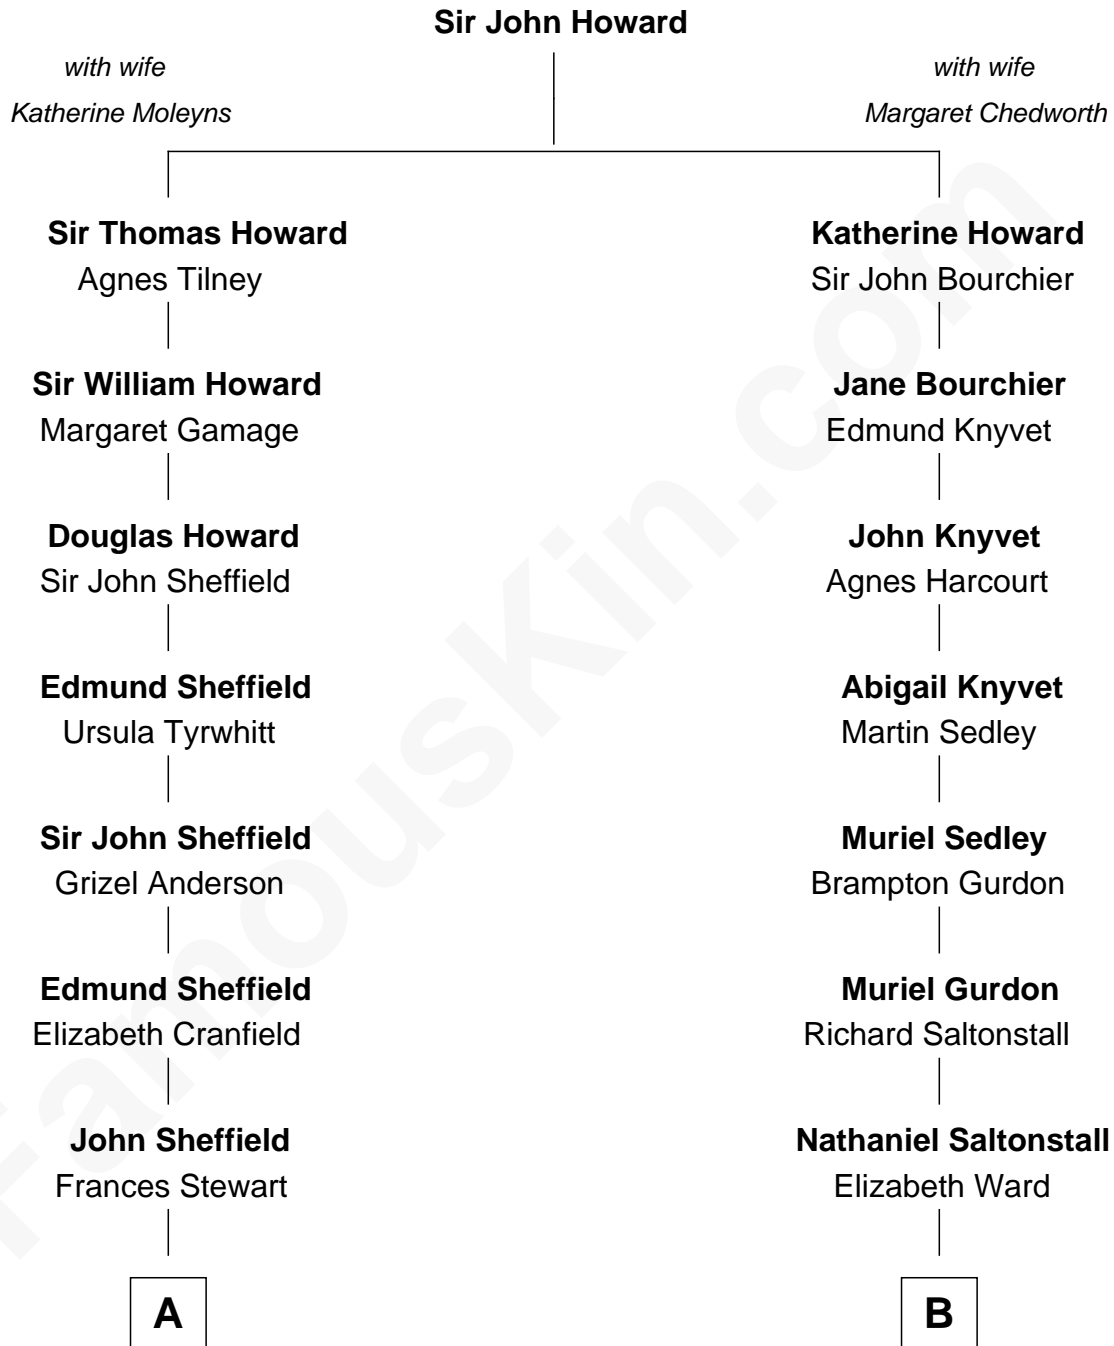 Sir John Howard
with wife
Katherine Moleyns
with wife
Margaret Chedworth
Sir Thomas Howard
Agnes Tilney
Katherine Howard
Sir John Bourchier
Sir William Howard
Margaret Gamage
Jane Bourchier
Edmund Knyvet
Douglas Howard
Sir John Sheffield
John Knyvet
Agnes Harcourt
Edmund Sheffield
Ursula Tyrwhitt
Abigail Knyvet
Martin Sedley
Sir John Sheffield
Grizel Anderson
Muriel Sedley
Brampton Gurdon
Edmund Sheffield
Elizabeth Cranfield
Muriel Gurdon
Richard Saltonstall
John Sheffield
Frances Stewart
Nathaniel Saltonstall
Elizabeth Ward
A
B
FamousKin.com